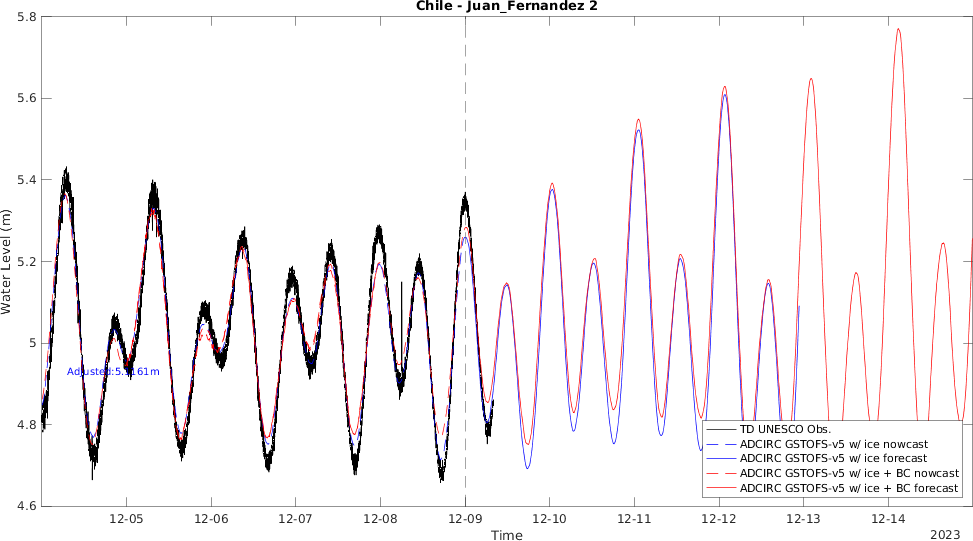 Chile - Juan_Fernandez 2
5.8
5.6
5.4
5.2
5
4.8
4.6
Water Level (m)
12-05
12-06
12-07
12-08
12-09
12-10
12-11
12-12
12-13
12-14
Time
2023
TD UNESCO Obs.
ADCIRC GSTOFS-v5 w/ ice nowcast
ADCIRC GSTOFS-v5 w/ ice forecast
ADCIRC GSTOFS-v5 w/ ice + BC nowcast
ADCIRC GSTOFS-v5 w/ ice + BC forecast